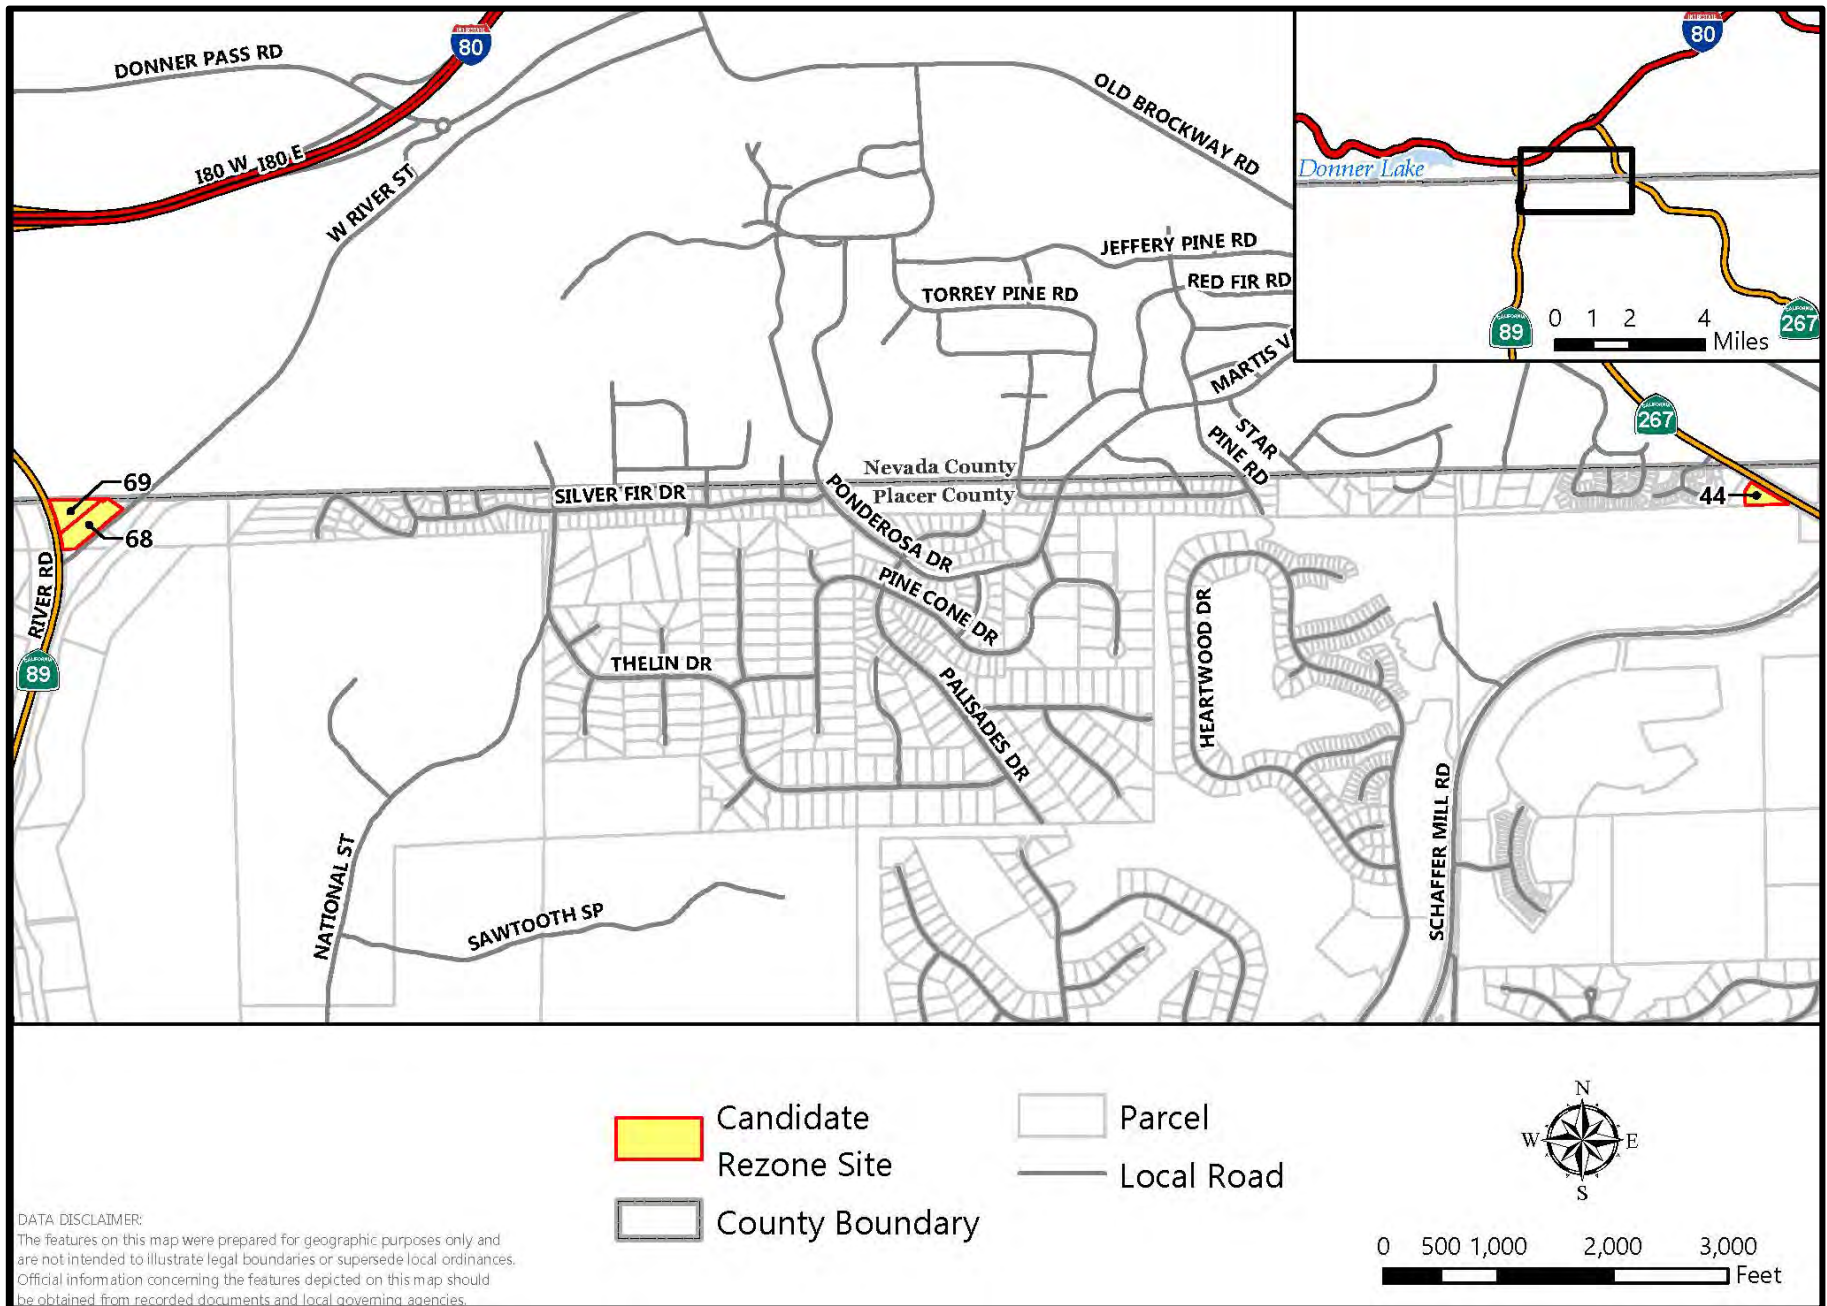 DONNER PASS RD
INTERSTATE
80
I80 W
I80 E
W RIVER ST
OLD BROCKWAY RD
JEFFERY PINE RD
RED FIR RD
TORREY PINE RD
MARTIS V
STAR
PINE RD
INTERSTATE
80
Donner Lake
CALIFORNIA
89
CALIFORNIA
267
0 1 2 4
Miles
CALIFORNIA
267
Nevada County
Placer County
69
68
44
SILVER FIR DR
PONDEROSA DR
PINE CONE DR
RIVER RD
CALIFORNIA
89
THELIN DR
PALISADES DR
HEARTWOOD DR
SCHAFFER MILL RD
NATIONAL ST
SAWTOOTH SP
Candidate
Rezone Site
County Boundary
Parcel
Local Road
N
W E
S
0 500 1,000 2,000 3,000
Feet
DATA DISCLAIMER:
The features on this map were prepared for geographic purposes only and
are not intended to illustrate legal boundaries or supersede local ordinances.
Official information concerning the features depicted on this map should
be obtained from recorded documents and local governing agencies.